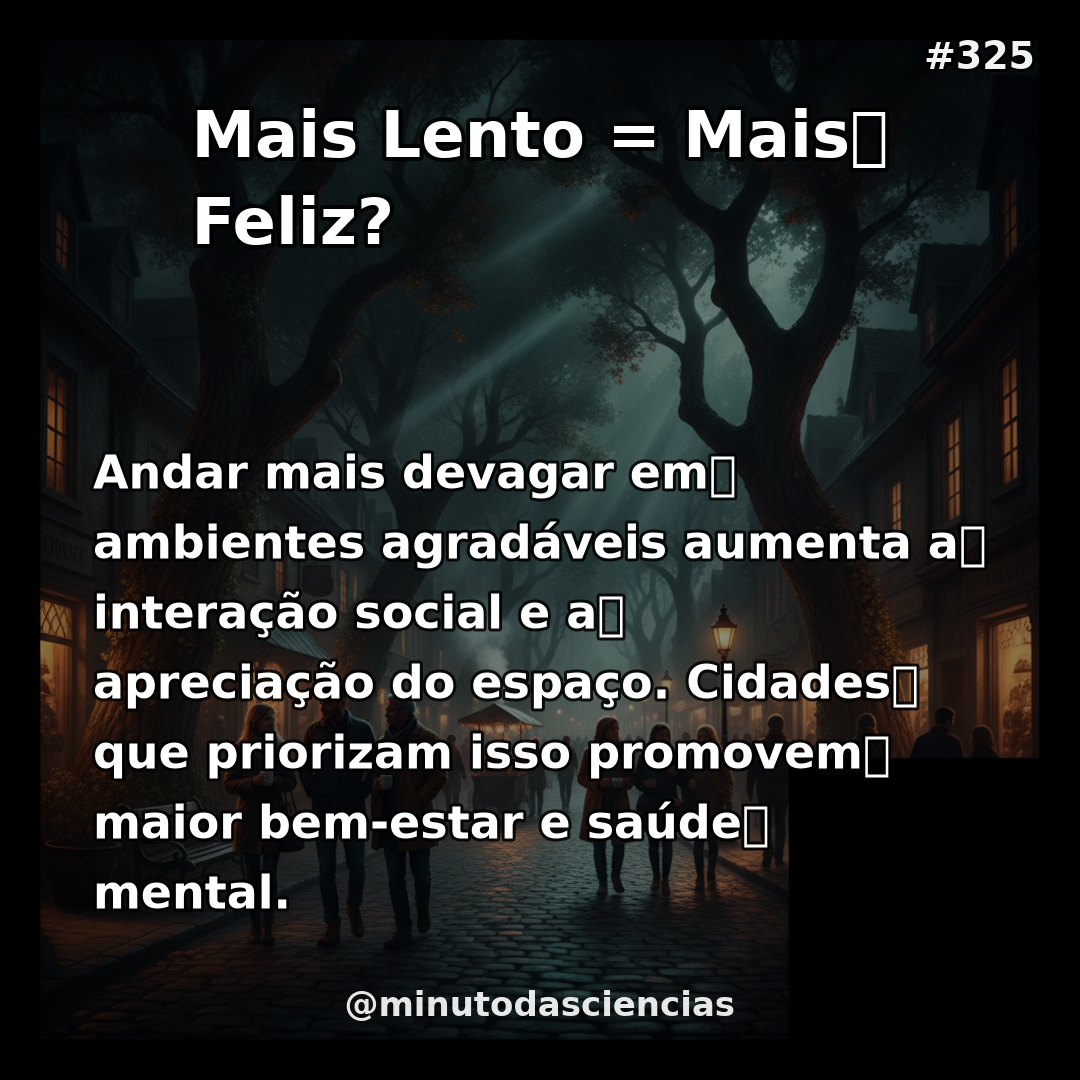 #325
Mais Lento = Mais
Feliz?
Andar mais devagar em
ambientes agradáveis aumenta a
interação social e a
apreciação do espaço. Cidades
que priorizam isso promovem
maior bem-estar e saúde
mental.
@minutodasciencias